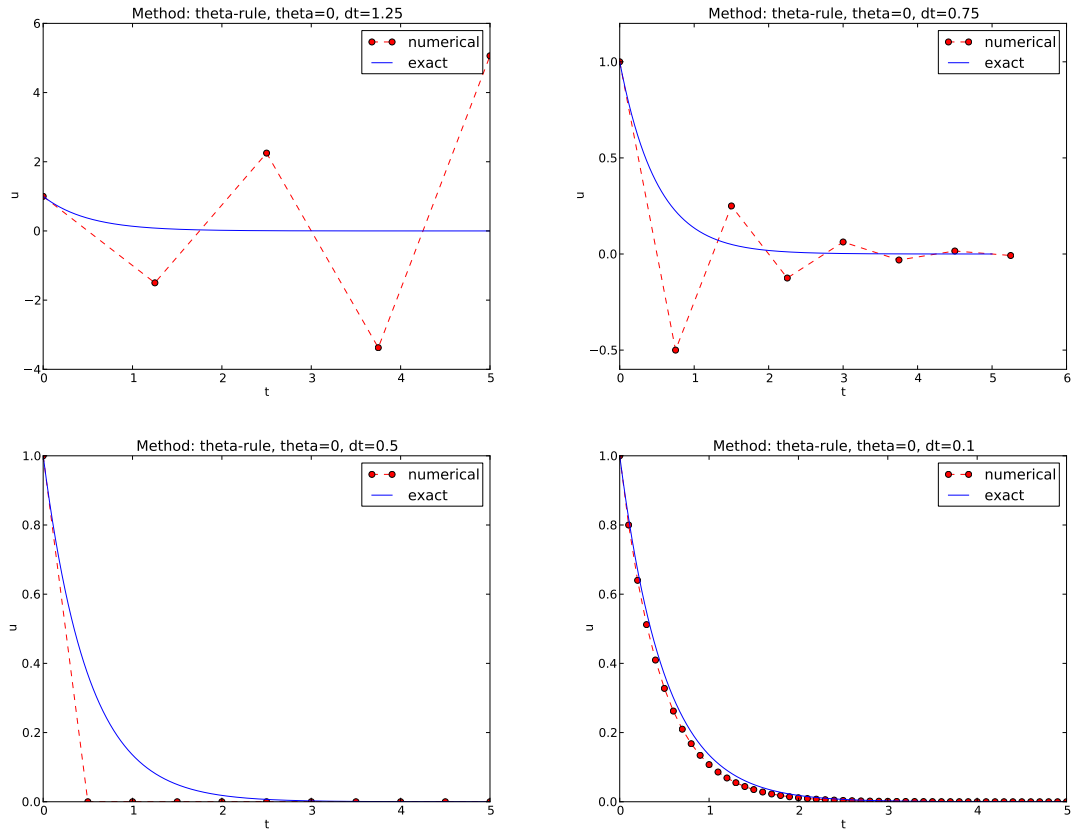 Method: theta-rule, theta=0, dt=1.25
numerical
exact
6
4
2
0
−2
−4
u
0
1
2
3
4
5
t
Method: theta-rule, theta=0, dt=0.75
numerical
exact
1.0
0.5
0.0
−0.5
u
0
1
2
3
4
5
6
t
Method: theta-rule, theta=0, dt=0.5
numerical
exact
1.0
0.8
0.6
0.4
0.2
0.0
u
0
1
2
3
4
5
t
Method: theta-rule, theta=0, dt=0.1
numerical
exact
1.0
0.8
0.6
0.4
0.2
0.0
u
0
1
2
3
4
5
t